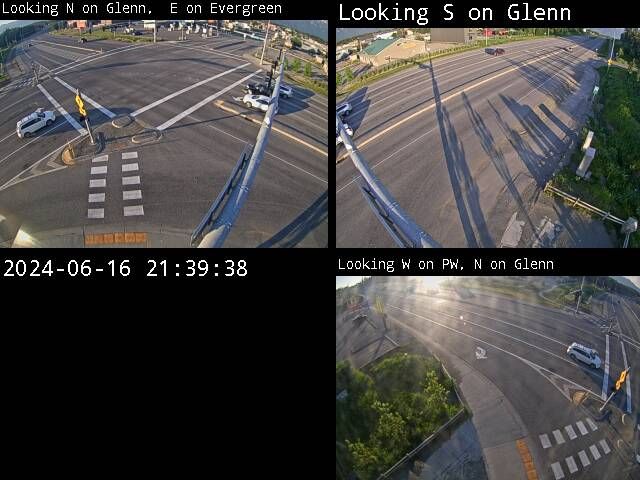 Looking N on Glenn, E on Evergreen
Looking S on Glenn
2024-06-16 21:39:38
Looking W on PW, N on Glenn